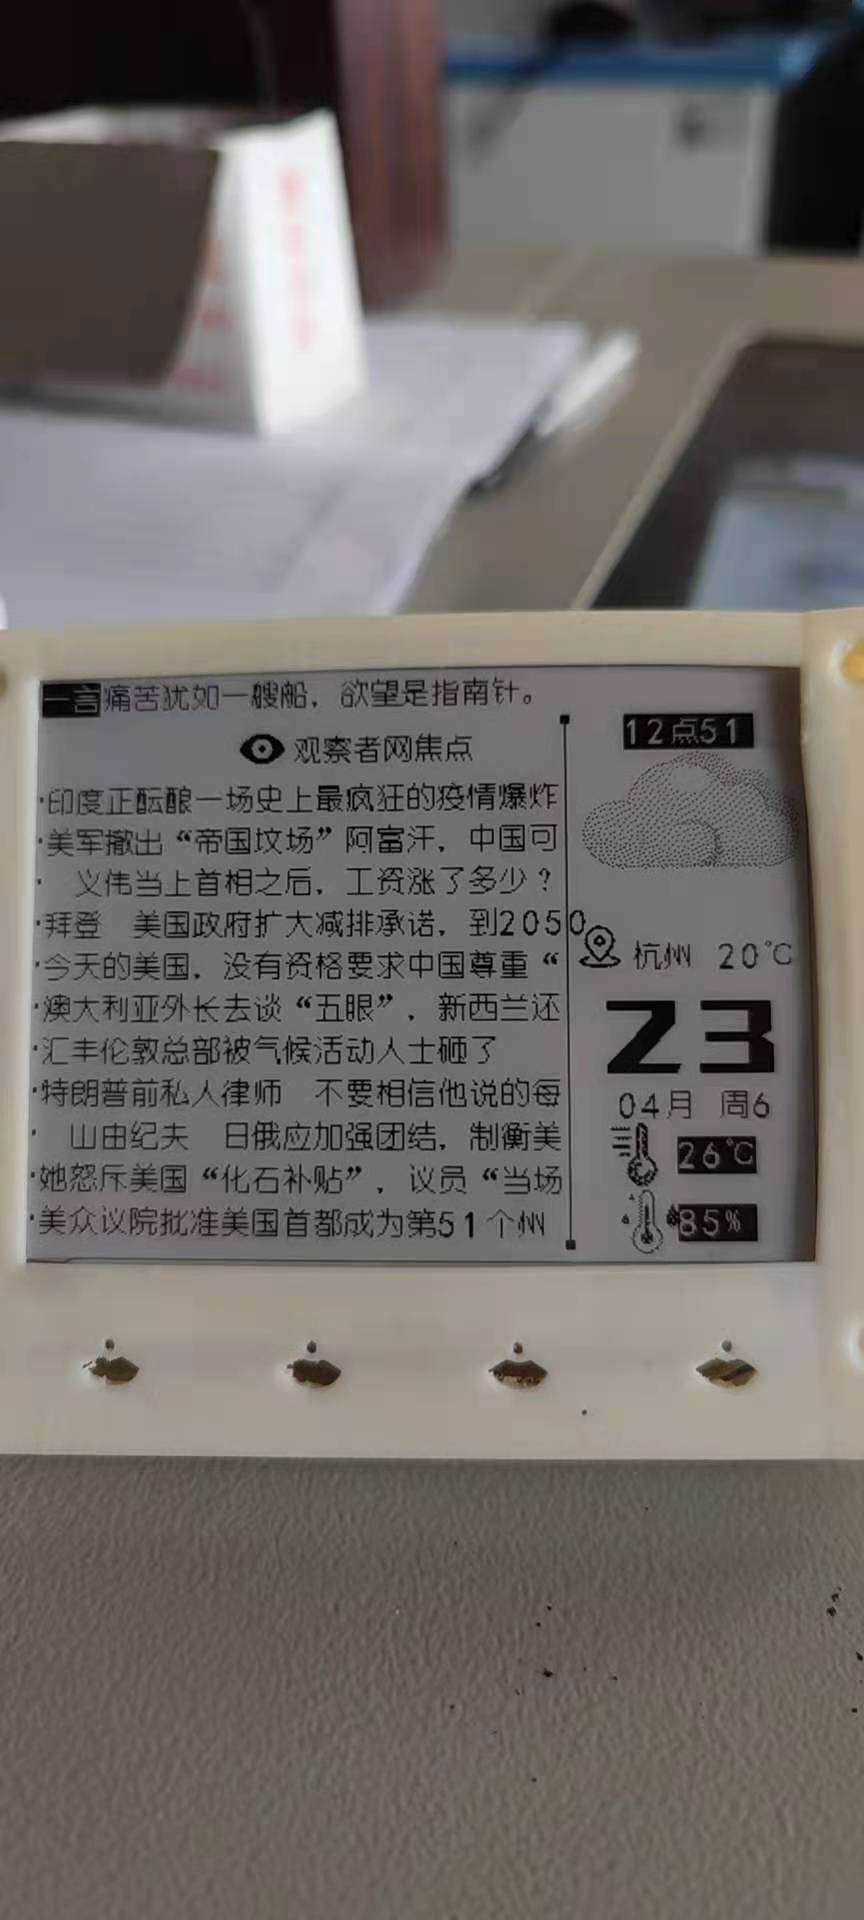 一言痛苦犹如一艘船，欲望是指南针。
观察者网焦点
·印度正酝酿一场史上最疯狂的疫情爆炸
·美军撤出“帝国坟场”阿富汗，中国可
· 义伟当上首相之后，工资涨了多少？
·拜登 美国政府扩大减排承诺，到2050
·今天的美国，没有资格要求中国尊重“
·澳大利亚外长去谈“五眼”，新西兰还
·汇丰伦敦总部被气候活动人士砸了
·特朗普前私人律师 不要相信他说的每
· 山由纪夫 日俄应加强团结，制衡美
·她怒斥美国“化石补贴”，议员“当场
·美众议院批准美国首都成为第51个州
12点51
杭州 20℃
23
04月 周6
26℃
85%